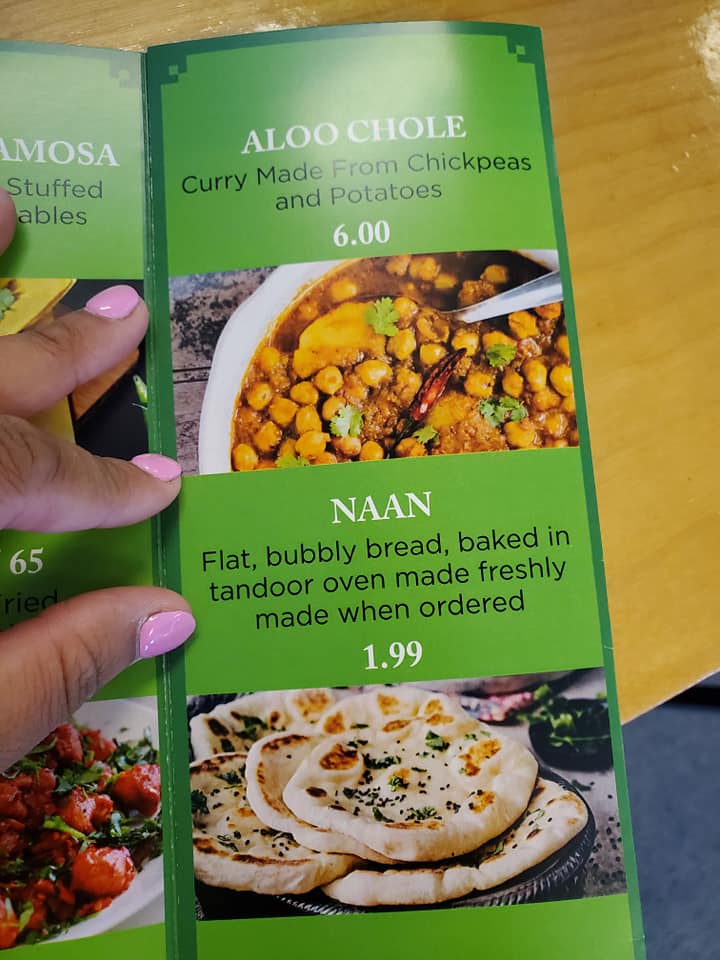 AMOSA
Stuffed
ables
65
ried
ALOO CHOLE
Curry Made From Chickpeas
and Potatoes
6.00
NAAN
Flat, bubbly bread, baked in
tandoor oven made freshly
made when ordered
1.99